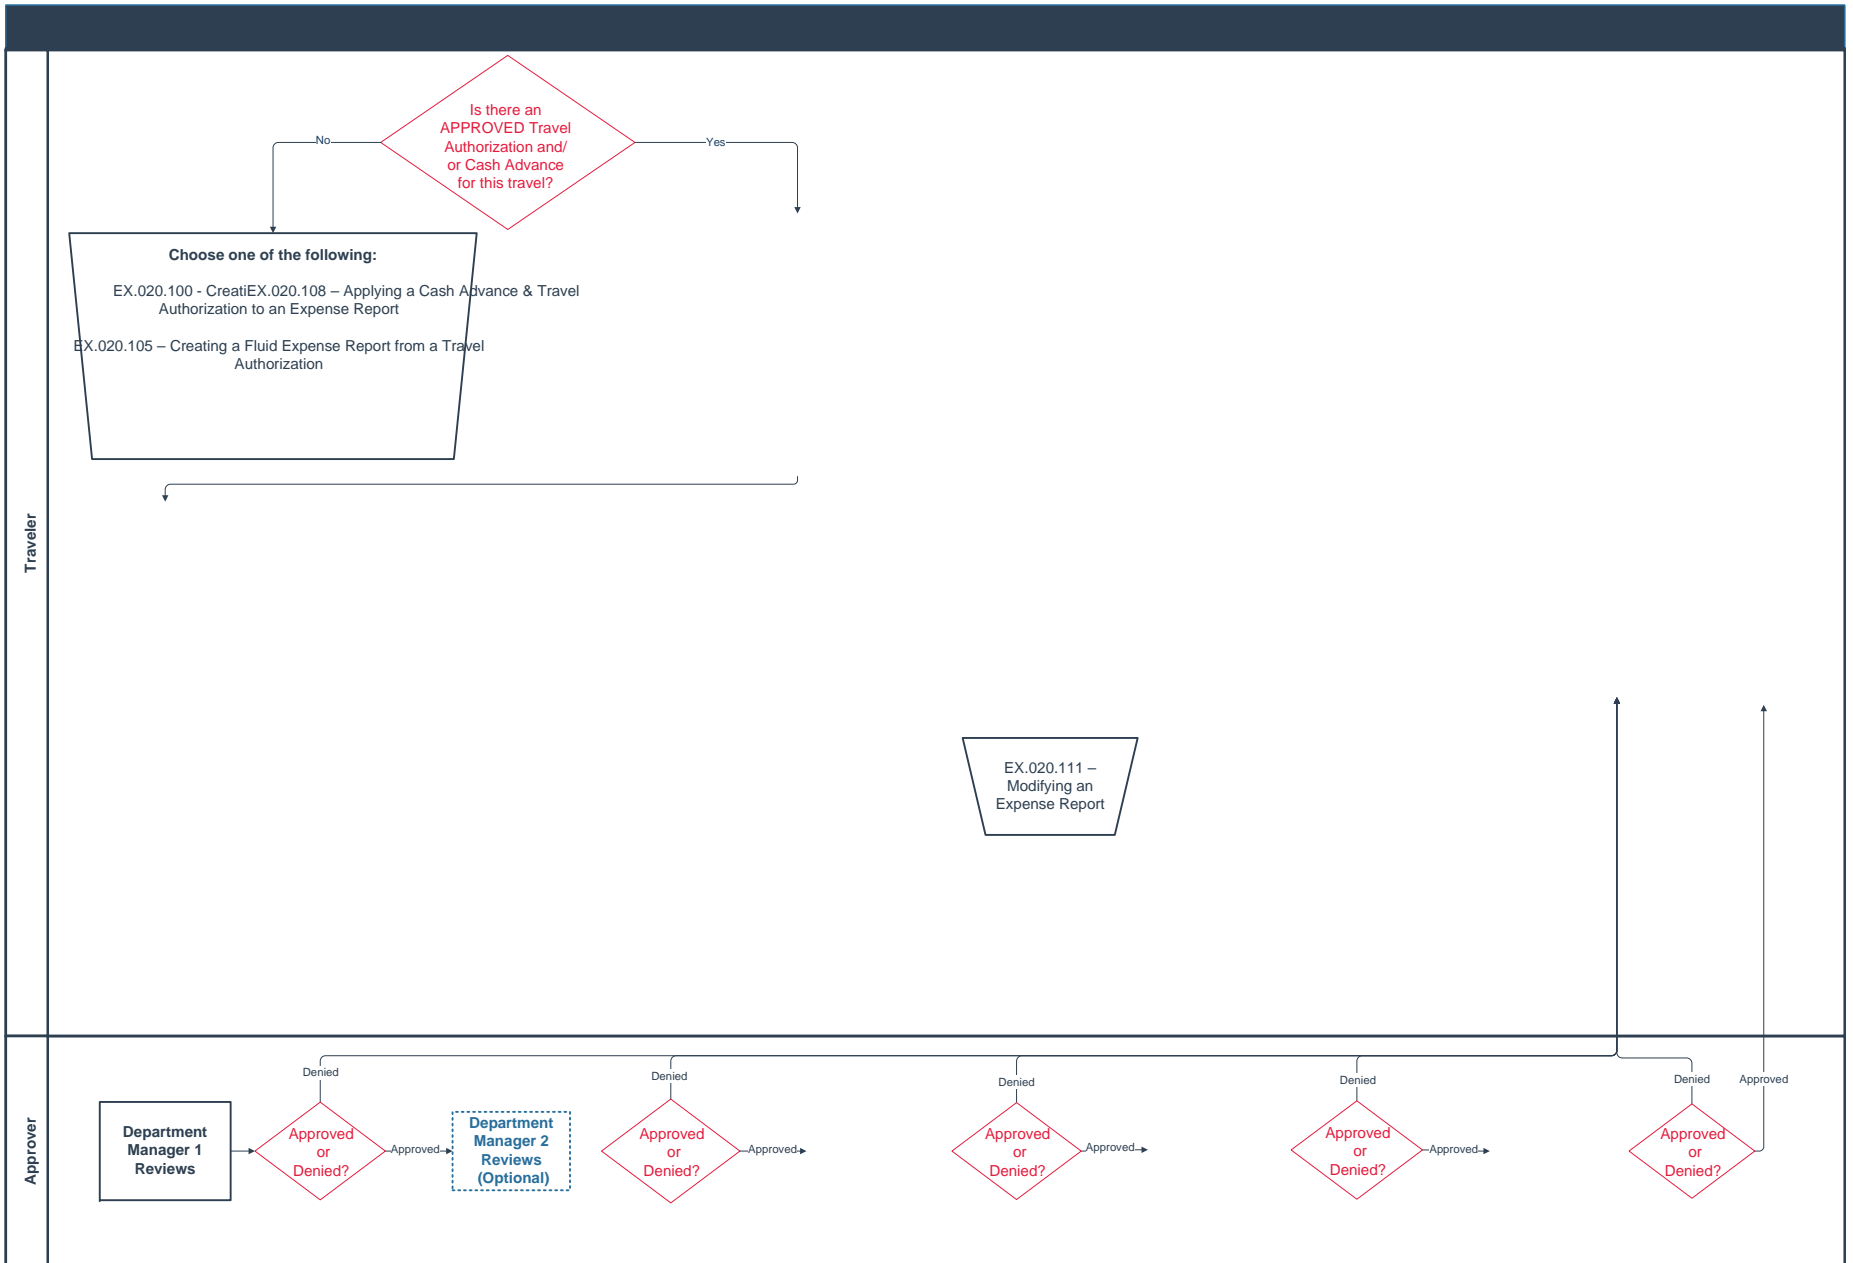 Is there an
APPROVED Travel
Authorization and/
or Cash Advance
for this travel?
No
Yes
Choose one of the following:
EX.020.100 - CreatiEX.020.108 – Applying a Cash Advance & Travel
Authorization to an Expense Report
EX.020.105 – Creating a Fluid Expense Report from a Travel
Authorization
Traveler
EX.020.111 –
Modifying an
Expense Report
Approver
Department
Manager 1
Reviews
Denied
Approved
or
Denied?
Approved
Department
Manager 2
Reviews
(Optional)
Denied
Approved
or
Denied?
Approved
Denied
Approved
or
Denied?
Approved
Denied
Approved
or
Denied?
Approved
Denied
Approved
or
Denied?
Approved